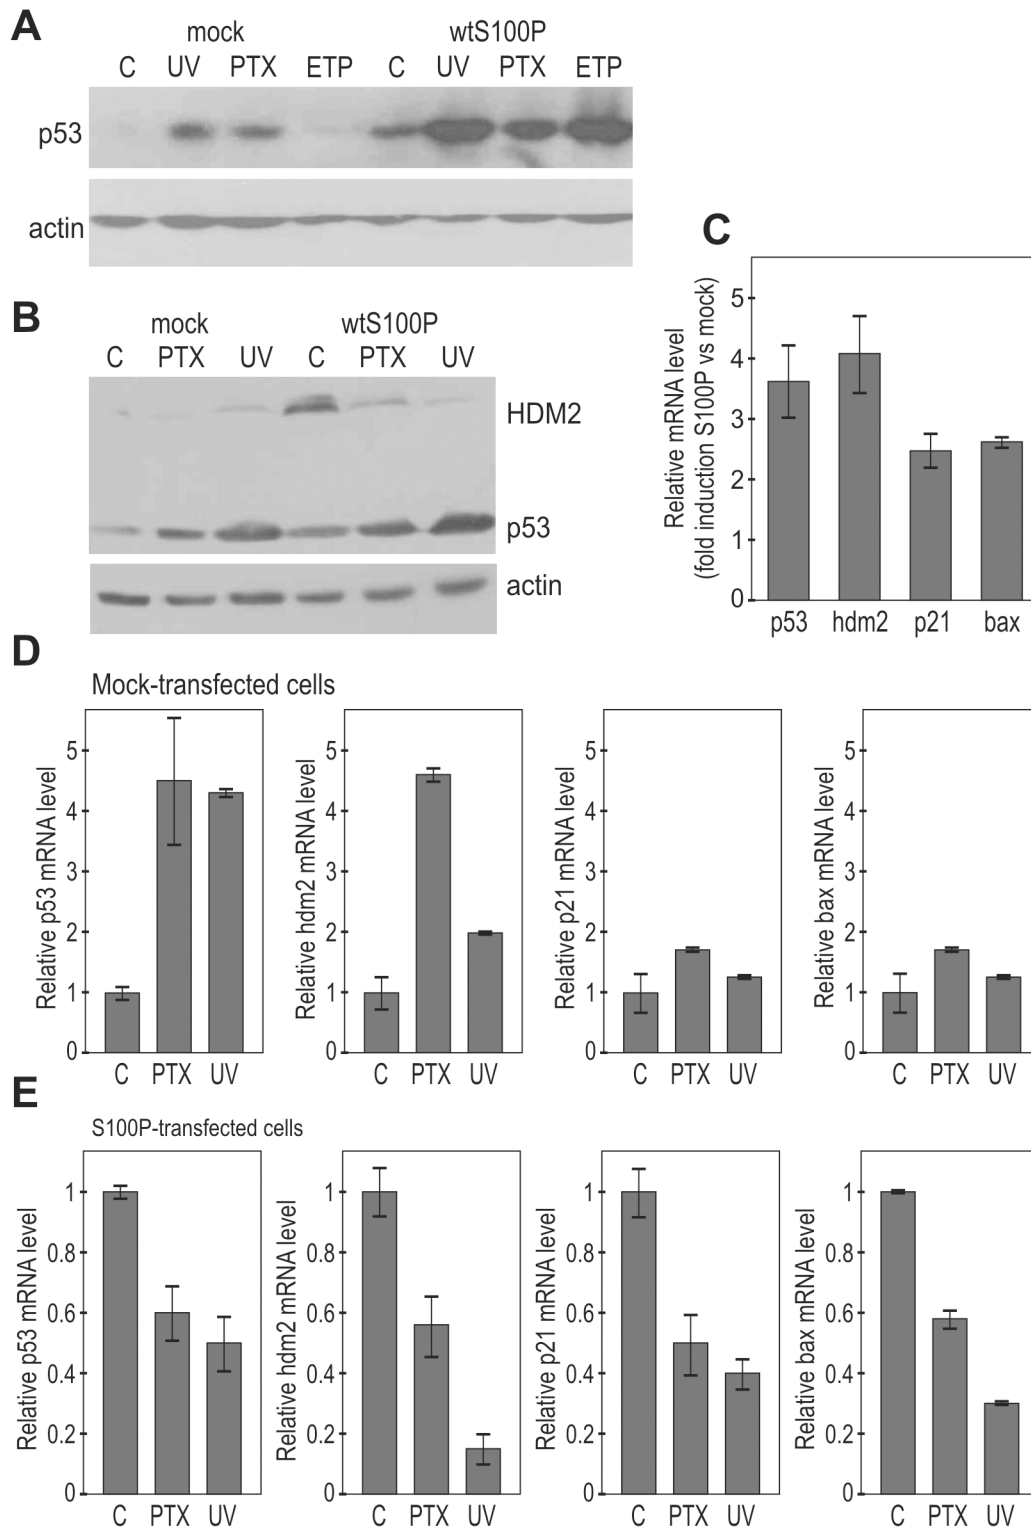 A
mock wtS100P
C UV PTX ETP C UV PTX ETP
p53
actin
B
mock wtS100P
C PTX UV C PTX UV
HDM2
p53
actin
C
Relative mRNA level
(fold induction S100P vs mock)
5
4
3
2
1
0
p53 hdm2 p21 bax
D
Mock-transfected cells
Relative p53 mRNA level
5
4
3
2
1
0
C PTX UV
Relative hdm2 mRNA level
5
4
3
2
1
0
C PTX UV
Relative p21 mRNA level
5
4
3
2
1
0
C PTX UV
Relative bax mRNA level
5
4
3
2
1
0
C PTX UV
E
S100P-transfected cells
Relative p53 mRNA level
1
0.8
0.6
0.4
0.2
0
C PTX UV
Relative hdm2 mRNA level
1
0.8
0.6
0.4
0.2
0
C PTX UV
Relative p21 mRNA level
1
0.8
0.6
0.4
0.2
0
C PTX UV
Relative bax mRNA level
1
0.8
0.6
0.4
0.2
0
C PTX UV